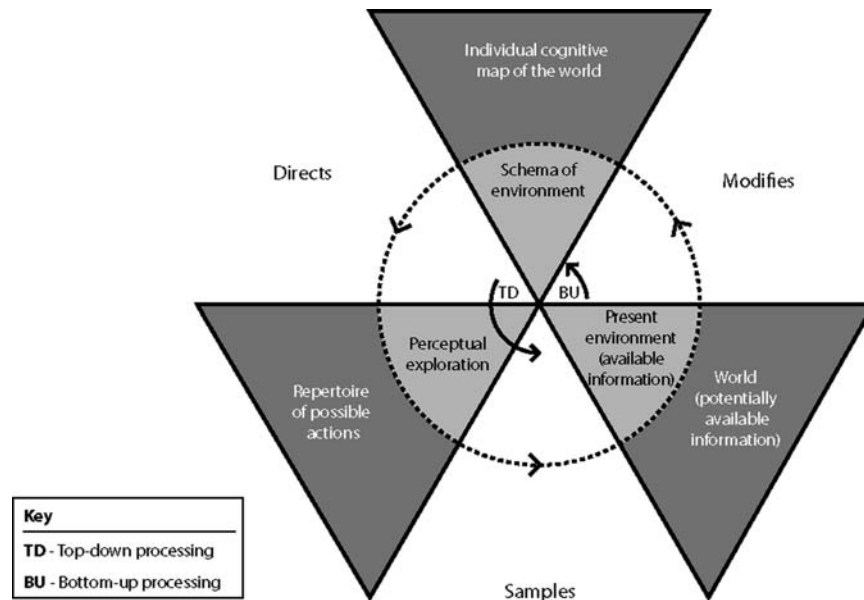 Individual cognitive
map of the world
Schema of
environment
Directs
Modifies
TD
BU
Perceptual
exploration
Present
environment
(available
information)
Repertoire
of possible
actions
World
(potentially
available
information)
Key
TD - Top-down processing
BU - Bottom-up processing
Samples